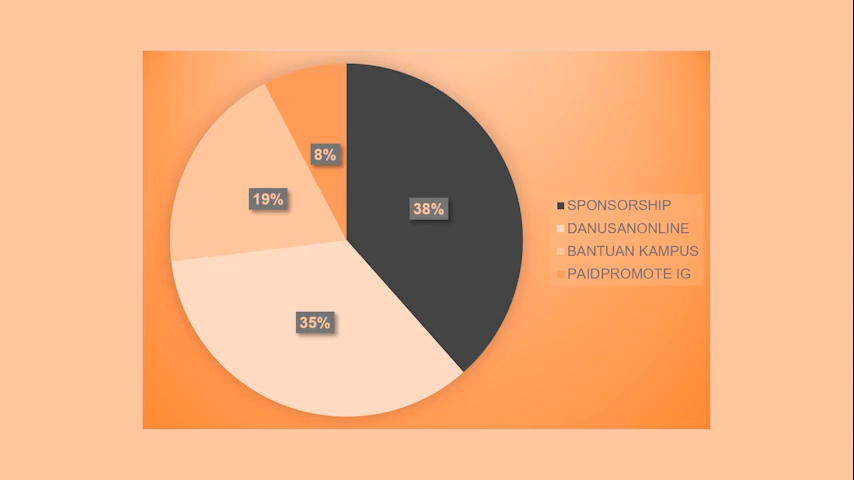 8%
19%
38%
35%
SPONSORSHIP
DANUSANONLINE
BANTUAN KAMPUS
PAIDPROMOTE IG